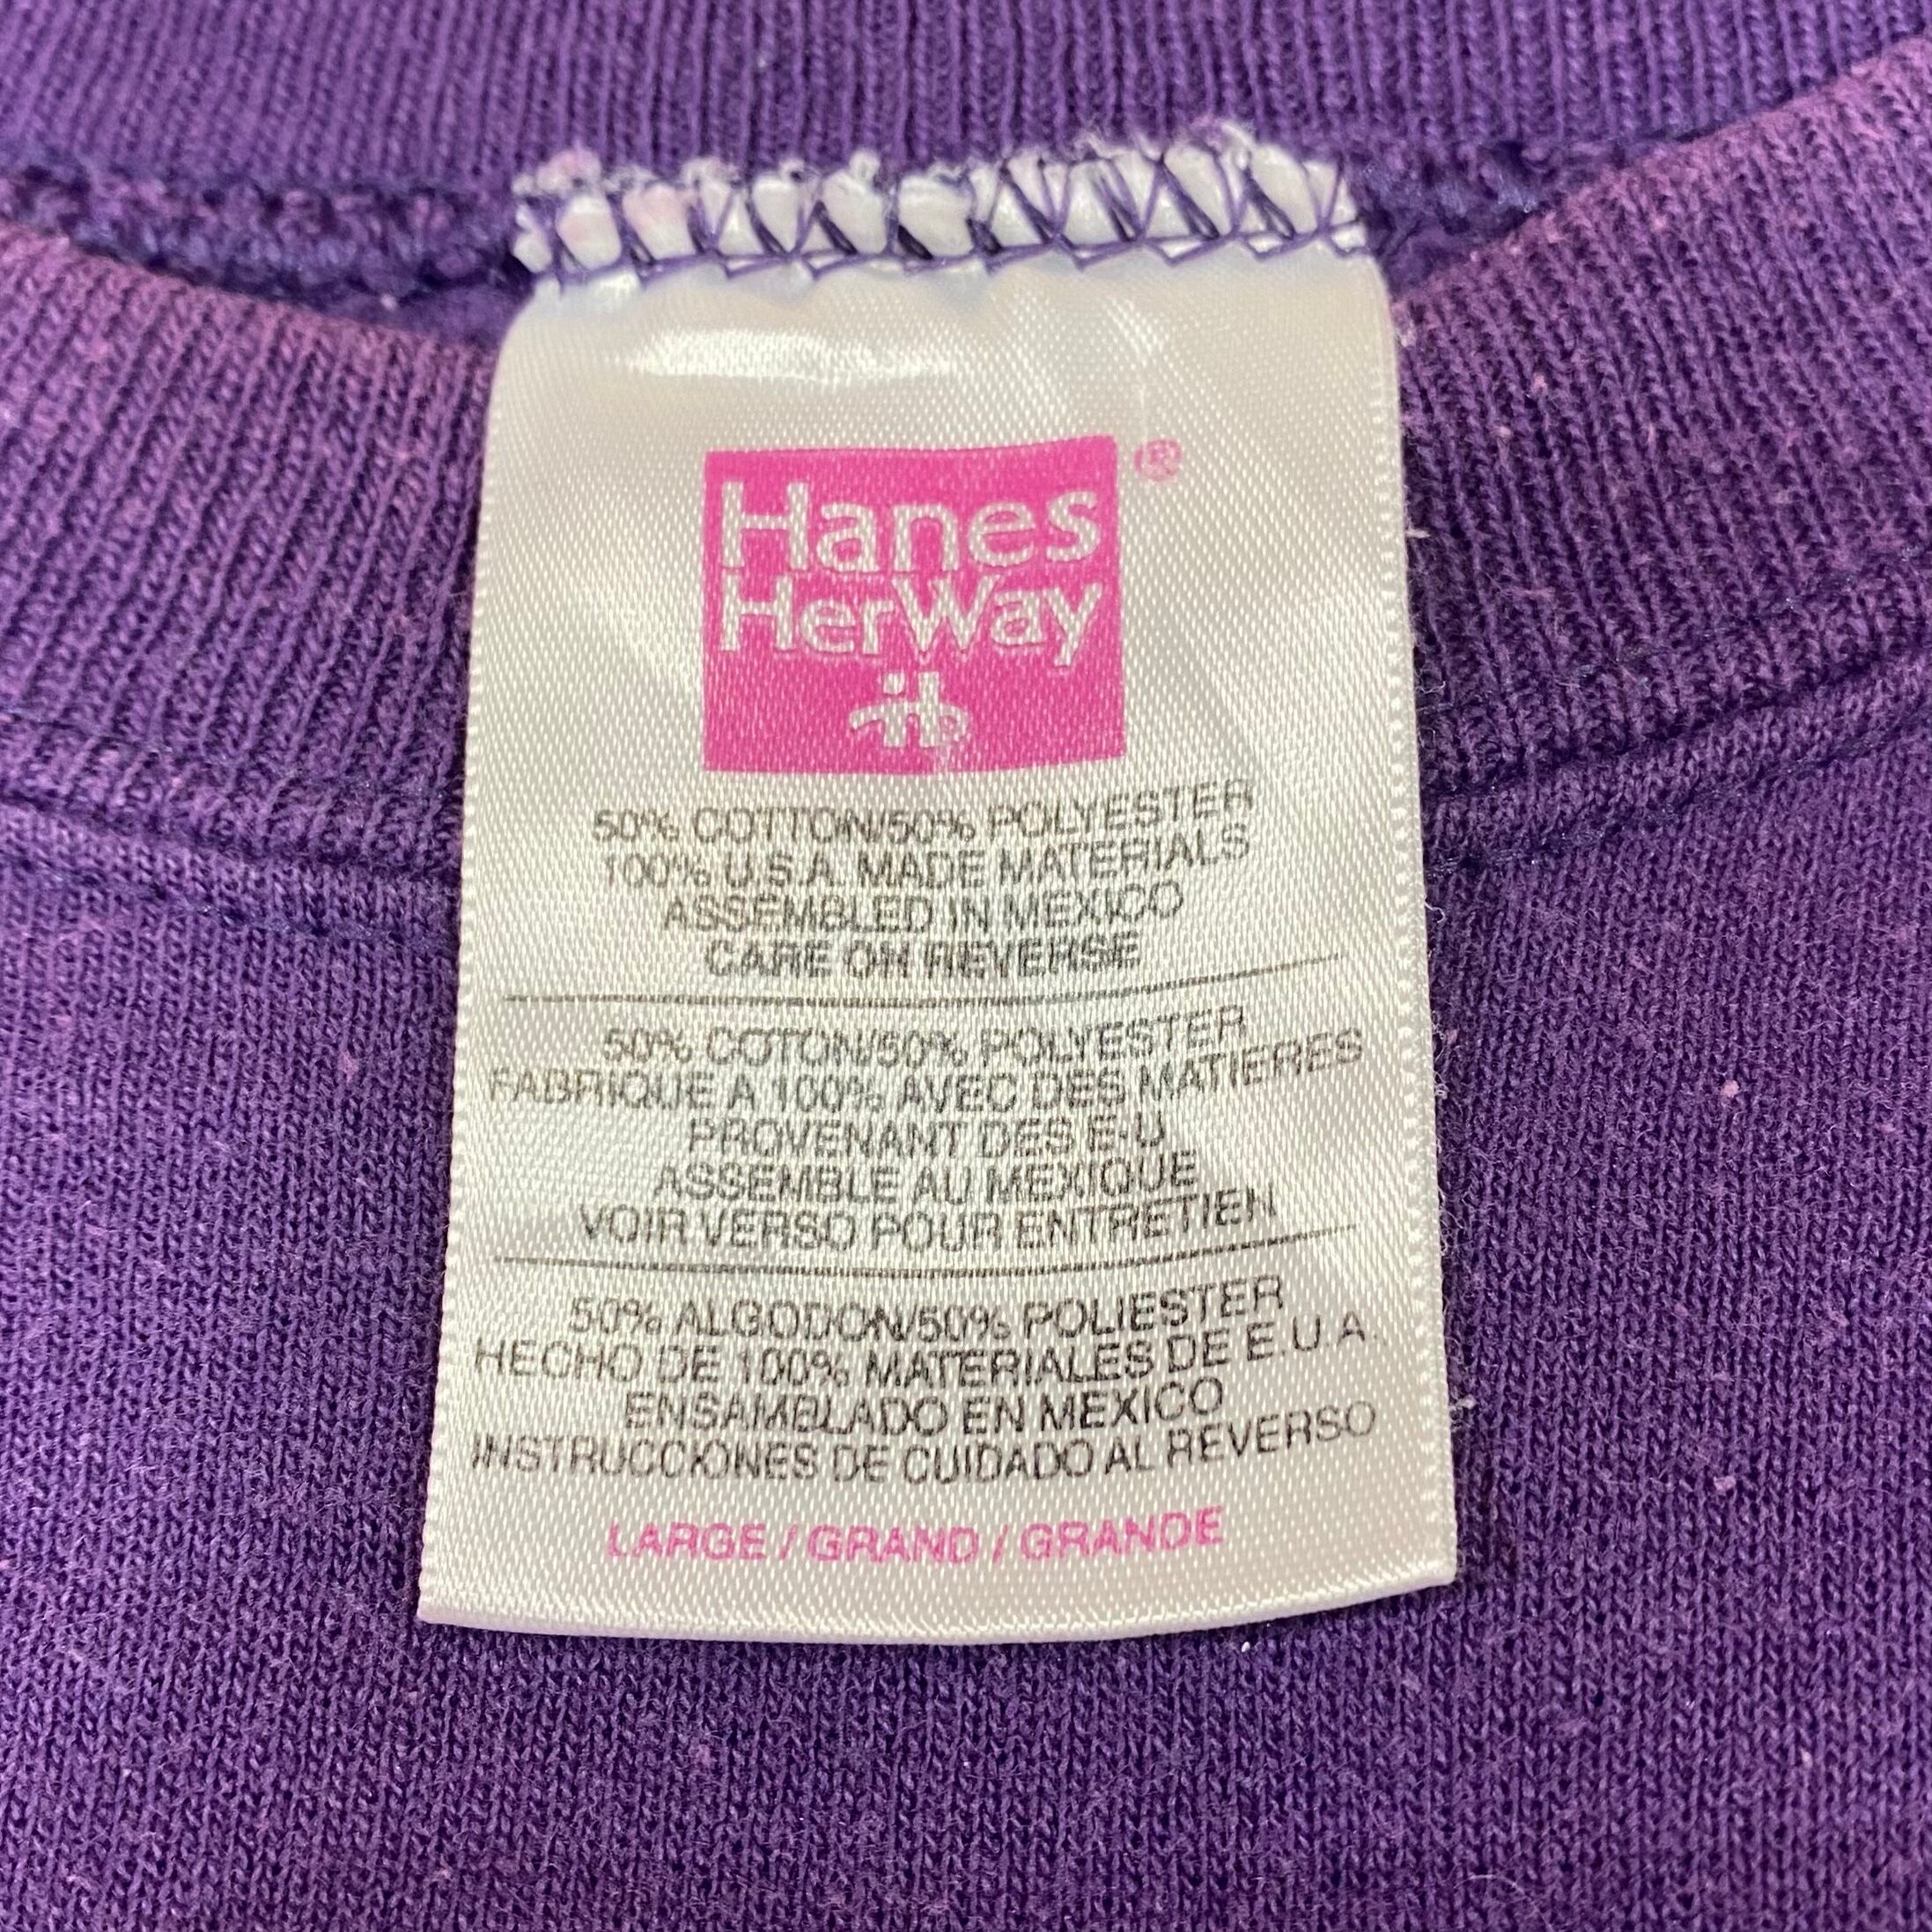 Hanes ®
HerWay
50% COTTON/50% POLYESTER
100% U.S.A. MADE MATERIALS
ASSEMBLED IN MEXICO
CARE ON REVERSE
50% COTON/50% POLYESTER
FABRIQUE A 100% AVEC DES MATIERES
PROVENANT DES E-U
ASSEMBLE AU MEXIQUE
VOIR VERSO POUR ENTRETIEN
50% ALGODON/50% POLIESTER
HECHO DE 100% MATERIALES DE E.U.A.
ENSAMBLADO EN MEXICO
INSTRUCCIONES DE CUIDADO AL REVERSO
LARGE / GRAND / GRANDE